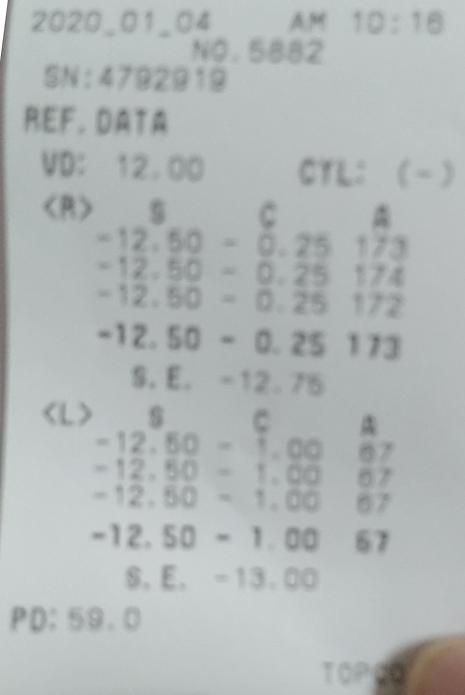 2020_01_04 AM 10:16
NO. 5882
SN:4792919
REF. DATA
VD: 12.00 CYL: (-)
<R> S C A
-12.50 - 0.25 173
-12.50 - 0.25 174
-12.50 - 0.25 172
-12.50 - 0.25 173
S.E. -12.75
<L> S C A
-12.50 - 1.00 67
-12.50 - 1.00 67
-12.50 - 1.00 67
-12.50 - 1.00 67
S.E. -13.00
PD: 59.0